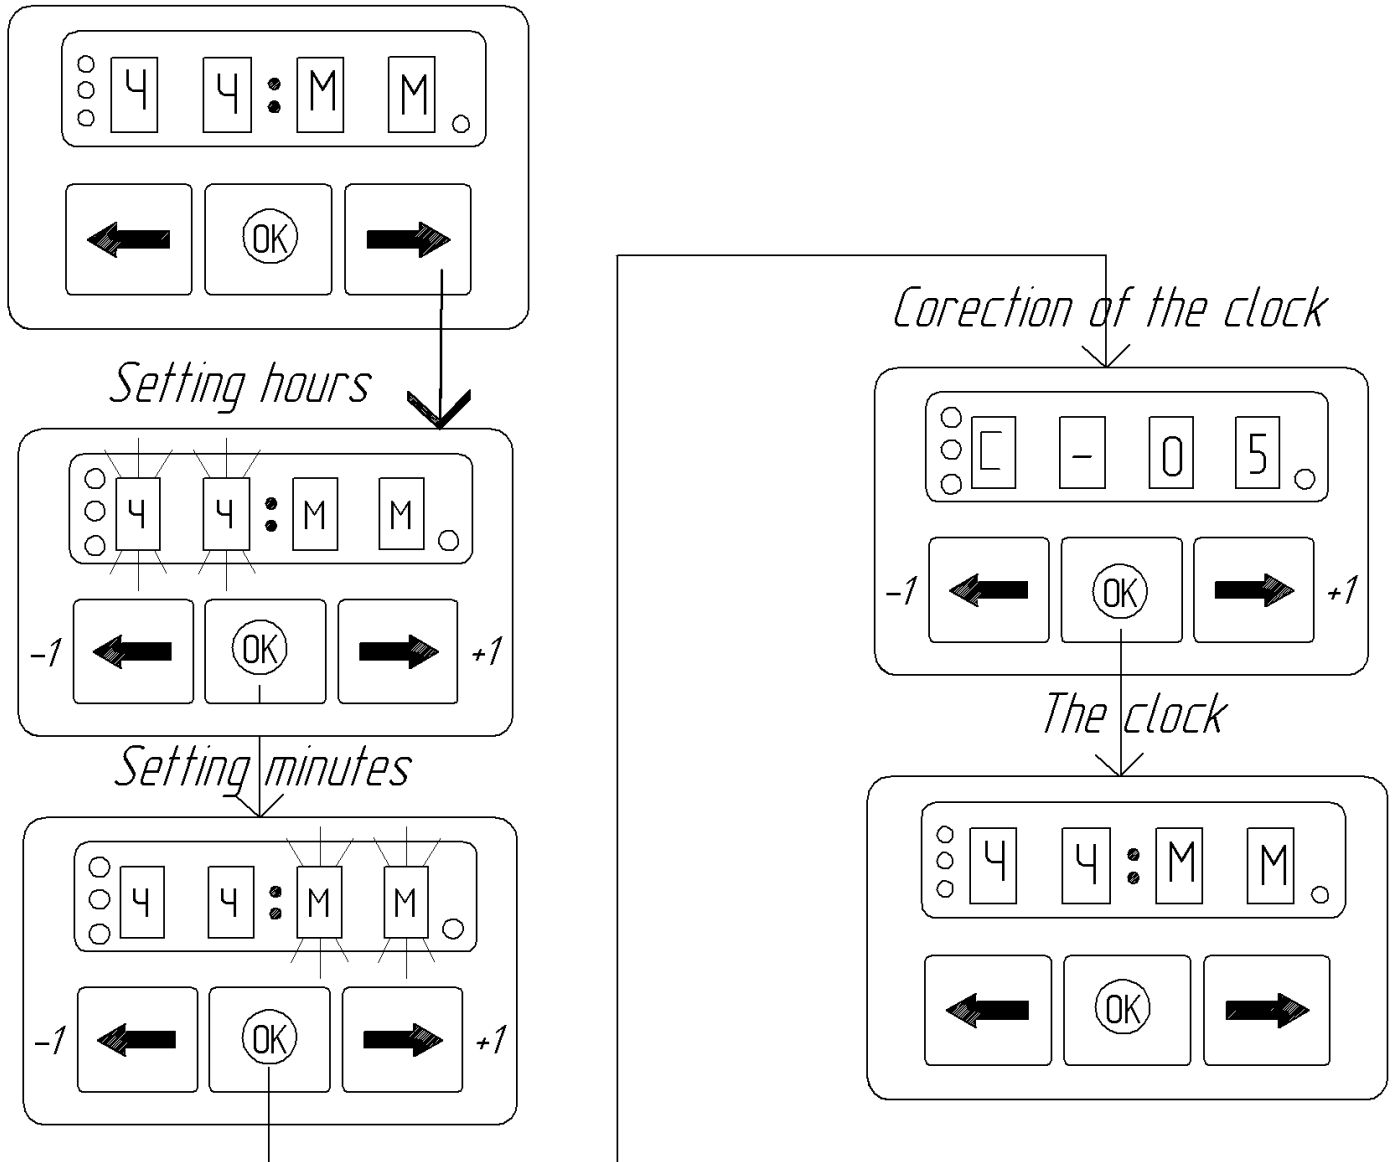 Ч Ч : М М
OK
Setting hours
Ч Ч : М М
-1 OK +1
Setting minutes
Ч Ч : М М
-1 OK +1
Corection of the clock
C - 0 5
-1 OK +1
The clock
Ч Ч : М М
OK